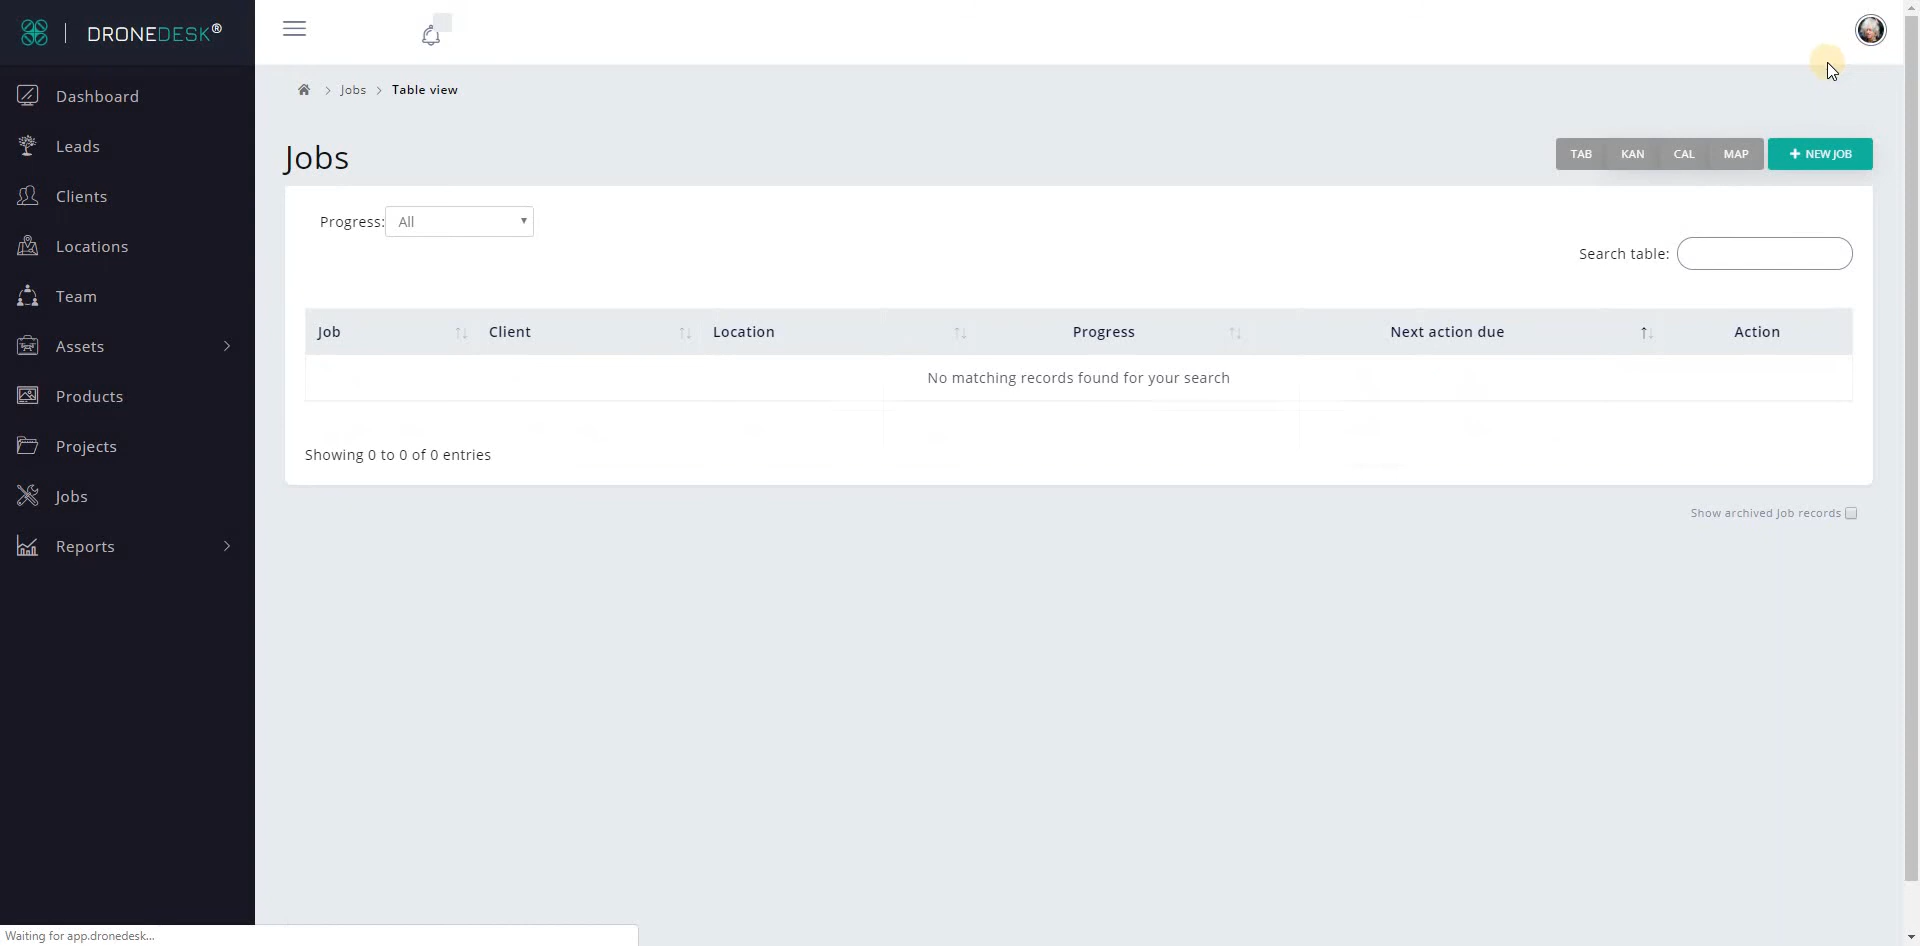 DRONEDESK®
Dashboard
Leads
Clients
Locations
Team
Assets
Products
Projects
Jobs
Reports
Jobs
Table view
Jobs
TAB KAN CAL MAP
+ NEW JOB
Progress: All
Search table:
Job Client Location Progress Next action due Action
No matching records found for your search
Showing 0 to 0 of 0 entries
Show archived Job records
Waiting for app.dronedesk...